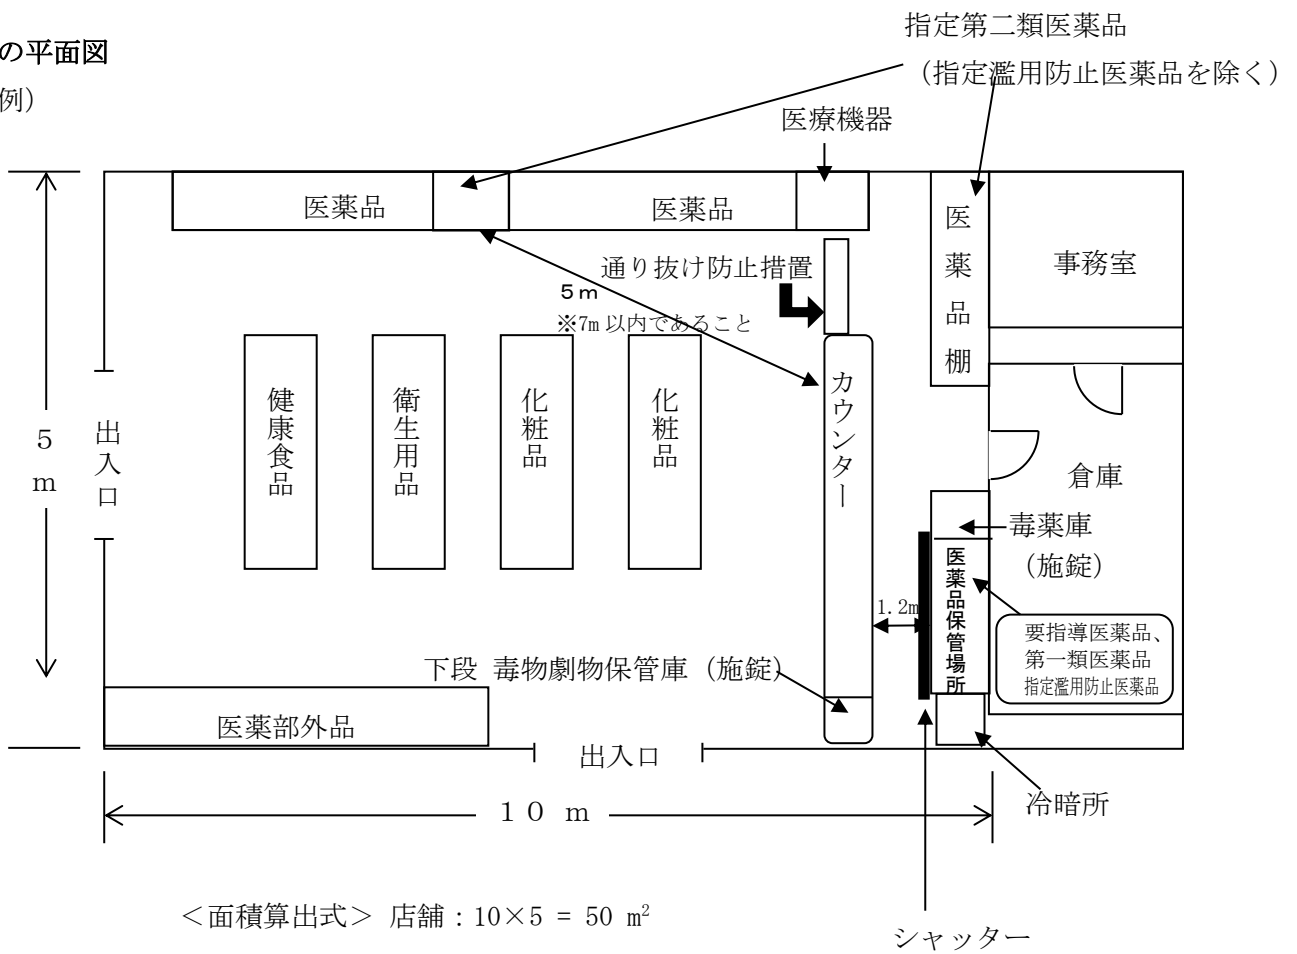 指定第二類医薬品
の平面図
（指定濫用防止医薬品を除く）
例）
医療機器
医薬品
医薬品
医薬品棚
事務室
通り抜け防止措置
５ｍ
※7m 以内であること
５ｍ
出入口
健康食品
衛生用品
化粧品
化粧品
カウンター
倉庫
毒薬庫
（施錠）
医薬品保管場所
1.2m
要指導医薬品、
第一類医薬品
指定濫用防止医薬品
下段 毒物劇物保管庫（施錠）
医薬部外品
出入口
１０ ｍ
冷暗所
＜面積算出式＞ 店舗：10×5 = 50 m²
シャッター